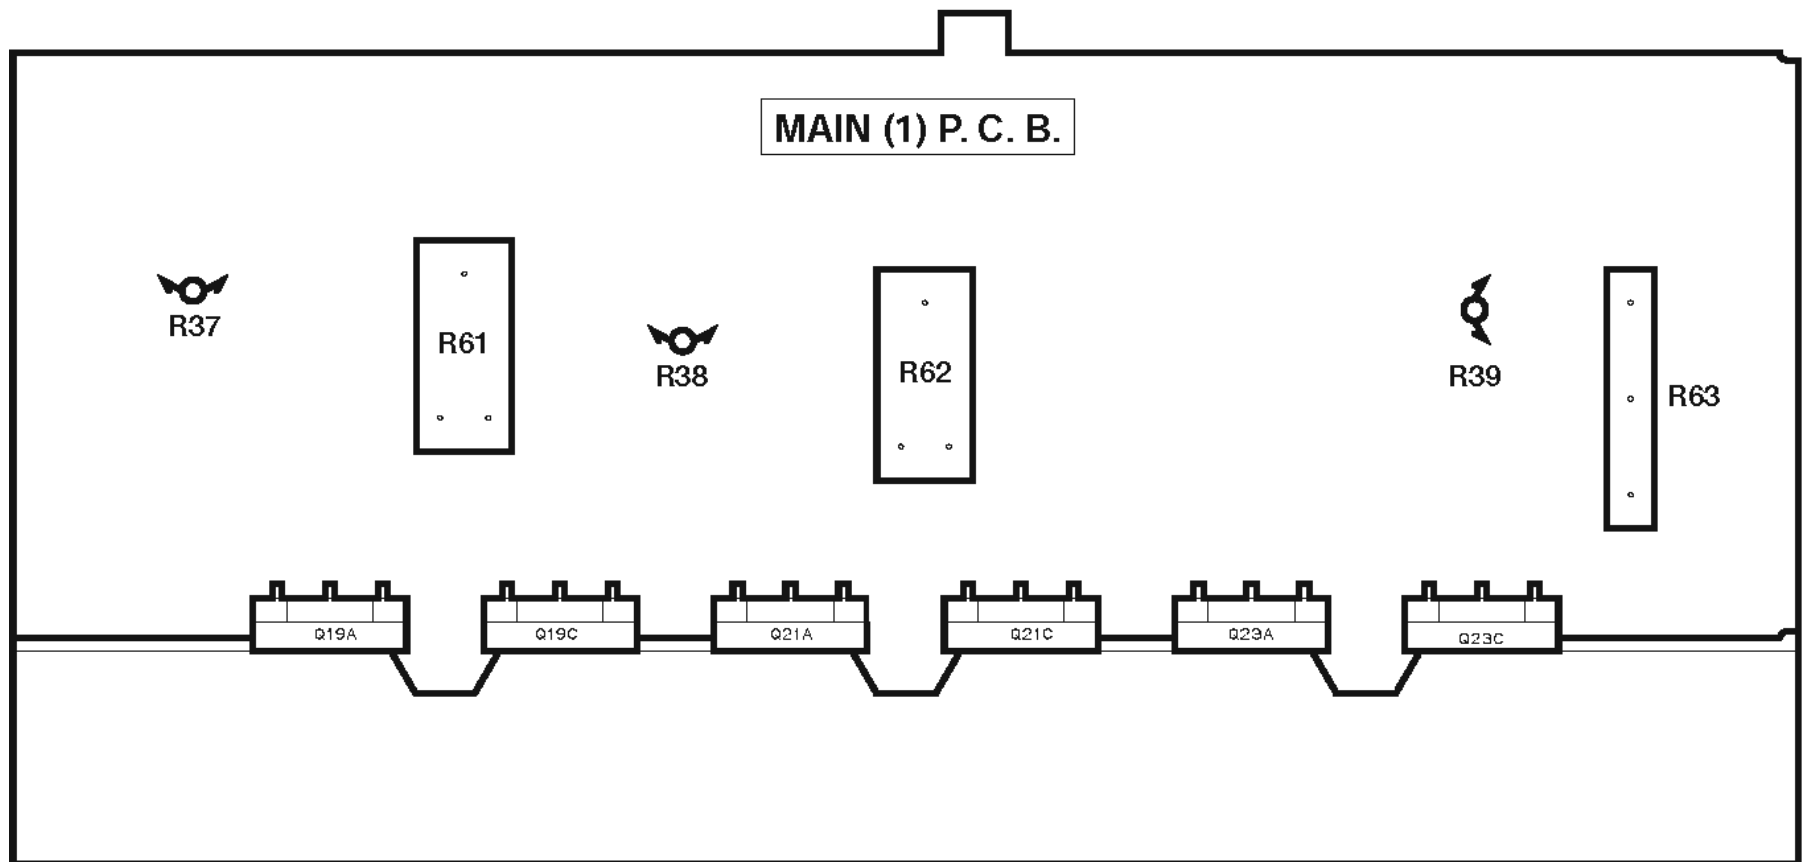 MAIN (1) P. C. B.
R37
R61
R38
R62
R39
R63
Q19A
Q19C
Q21A
Q21C
Q23A
Q23C